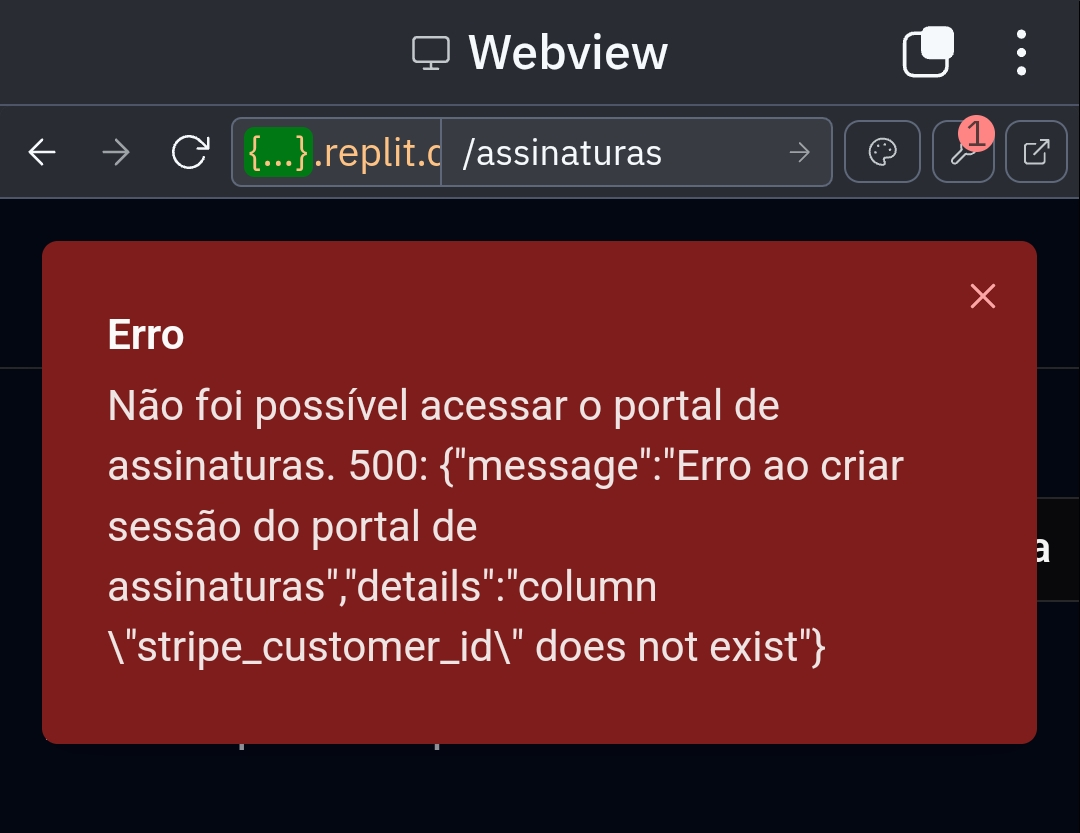 Webview
{...}.replit.d /assinaturas
1
Erro
Não foi possível acessar o portal de
assinaturas. 500: {"message":"Erro ao criar
sessão do portal de
assinaturas","details":"column
\"stripe_customer_id\" does not exist"}
a